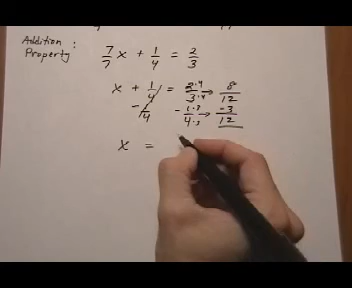 Addition :
Property
7/7 x + 1/4 = 2/3
x + 1/4 = 2·4/3·4 → 8/12
- 1/4 - 1·3/4·3 → -3/12
x =